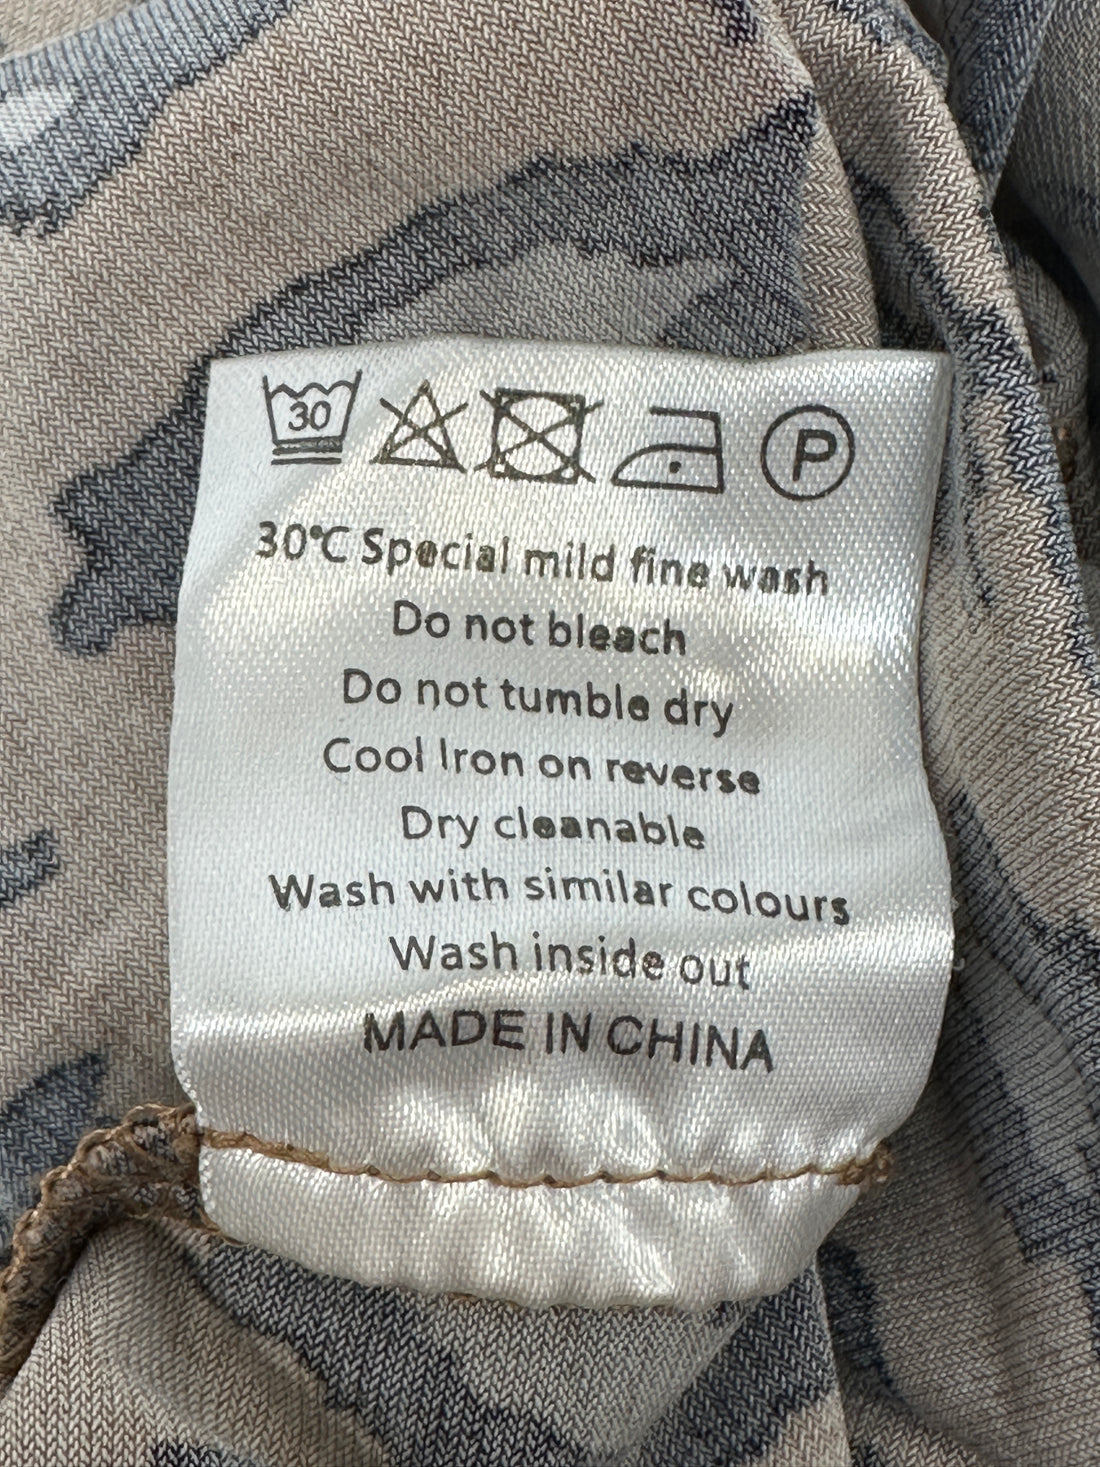 30
P
30°C Special mild fine wash
Do not bleach
Do not tumble dry
Cool Iron on reverse
Dry cleanable
Wash with similar colours
Wash inside out
MADE IN CHINA